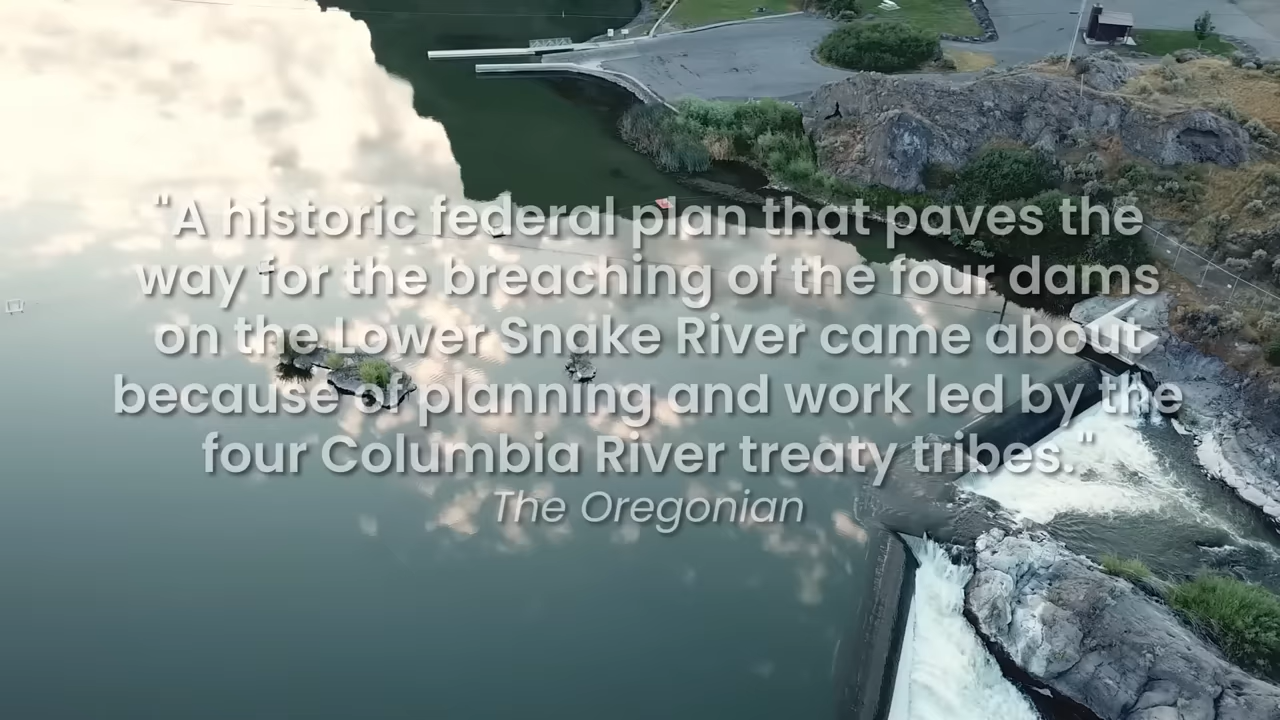 "A historic federal plan that paves the
way for the breaching of the four dams
on the Lower Snake River came about
because of planning and work led by the
four Columbia River treaty tribes."
The Oregonian